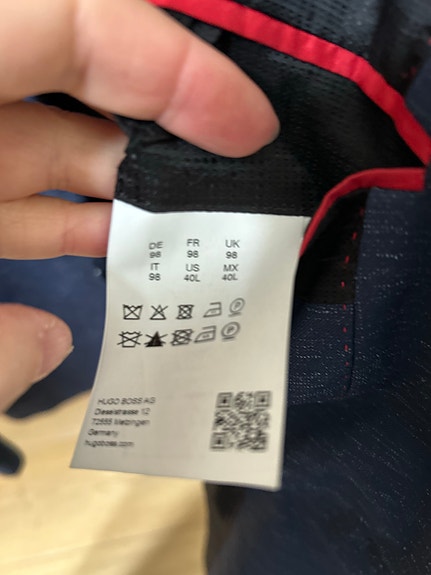 DE FR UK
98 98 98
IT US MX
98 40L 40L
HUGO BOSS AG
Dieselstrasse 12
72555 Metzingen
Germany
hugoboss.com